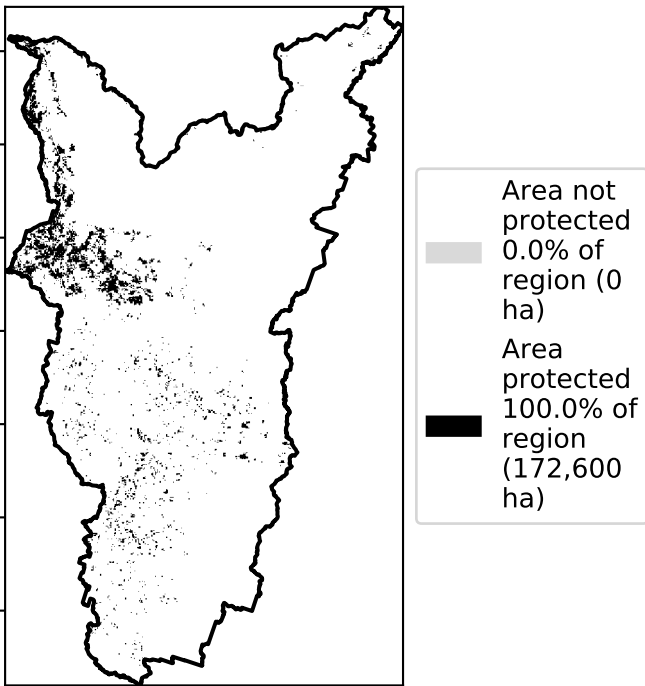 Area not
protected
0.0% of
region (0
ha)
Area
protected
100.0% of
region
(172,600
ha)